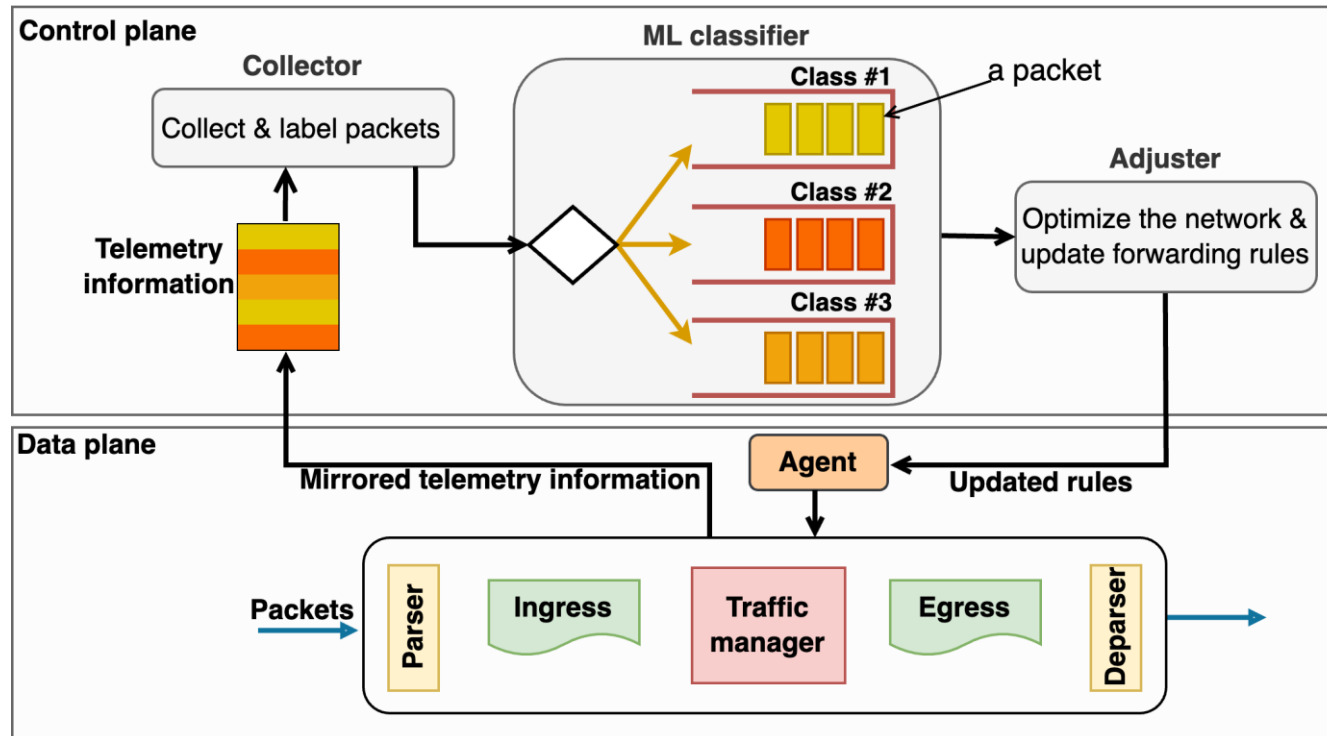 Control plane
Collector
Collect & label packets
Telemetry
information
ML classifier
Class #1
a packet
Class #2
Class #3
Adjuster
Optimize the network &
update forwarding rules
Data plane
Mirrored telemetry information
Agent
Updated rules
Packets
Parser
Ingress
Traffic
manager
Egress
Deparser